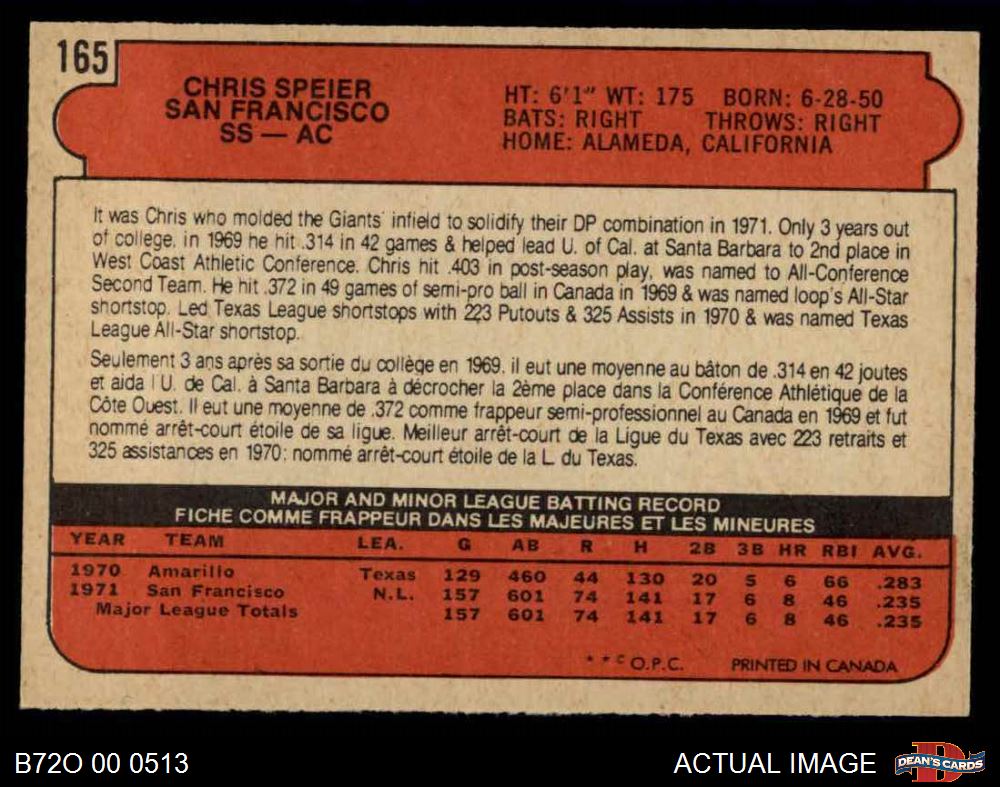 165
CHRIS SPEIER
SAN FRANCISCO
SS — AC
HT: 6'1" WT: 175 BORN: 6-28-50
BATS: RIGHT THROWS: RIGHT
HOME: ALAMEDA, CALIFORNIA
It was Chris who molded the Giants' infield to solidify their DP combination in 1971. Only 3 years out
of college, in 1969 he hit .314 in 42 games & helped lead U. of Cal. at Santa Barbara to 2nd place in
West Coast Athletic Conference. Chris hit .403 in post-season play, was named to All-Conference
Second Team. He hit .372 in 49 games of semi-pro ball in Canada in 1969 & was named loop's All-Star
shortstop. Led Texas League shortstops with 223 Putouts & 325 Assists in 1970 & was named Texas
League All-Star shortstop.
Seulement 3 ans après sa sortie du collège en 1969, il eut une moyenne au bâton de .314 en 42 joutes
et aida l'U. de Cal. à Santa Barbara à décrocher la 2ème place dans la Conférence Athlétique de la
Côte Ouest. Il eut une moyenne de .372 comme frappeur semi-professionnel au Canada en 1969 et fut
nommé arrêt-court étoile de sa ligue. Meilleur arrêt-court de la Ligue du Texas avec 223 retraits et
325 assistances en 1970: nommé arrêt-court étoile de la L. du Texas.
MAJOR AND MINOR LEAGUE BATTING RECORD
FICHE COMME FRAPPEUR DANS LES MAJEURES ET LES MINEURES
YEAR TEAM LEA. G AB R H 2B 3B HR RBI AVG.
1970 Amarillo Texas 129 460 44 130 20 5 6 66 .283
1971 San Francisco N.L. 157 601 74 141 17 6 8 46 .235
Major League Totals 157 601 74 141 17 6 8 46 .235
* * © O.P.C. PRINTED IN CANADA
B72O 00 0513
ACTUAL IMAGE
DEAN'S CARDS